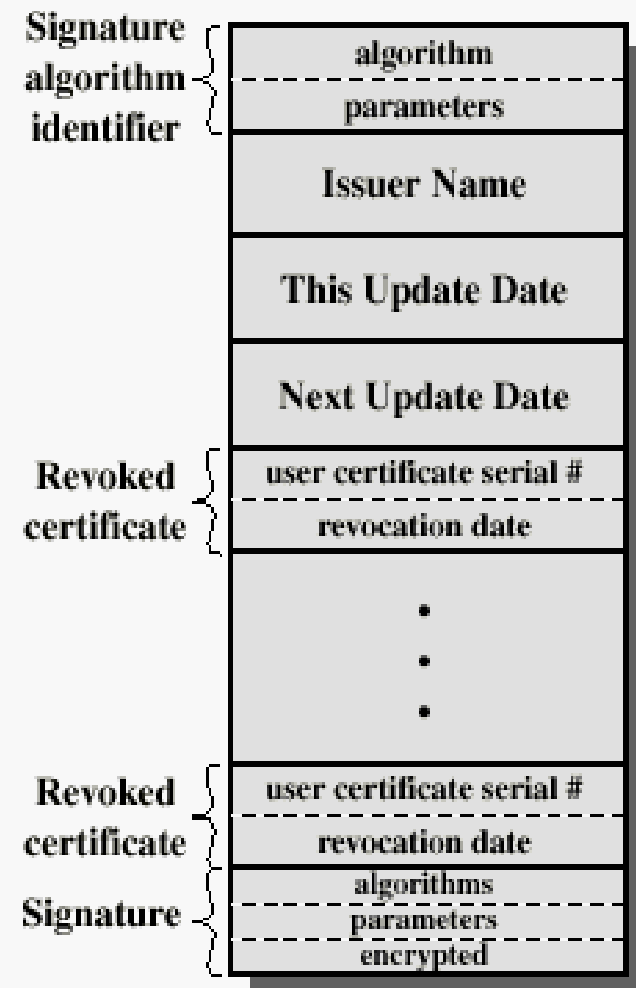 Signature
algorithm
identifier
algorithm
parameters
Issuer Name
This Update Date
Next Update Date
Revoked
certificate
user certificate serial #
revocation date
Revoked
certificate
user certificate serial #
revocation date
Signature
algorithms
parameters
encrypted